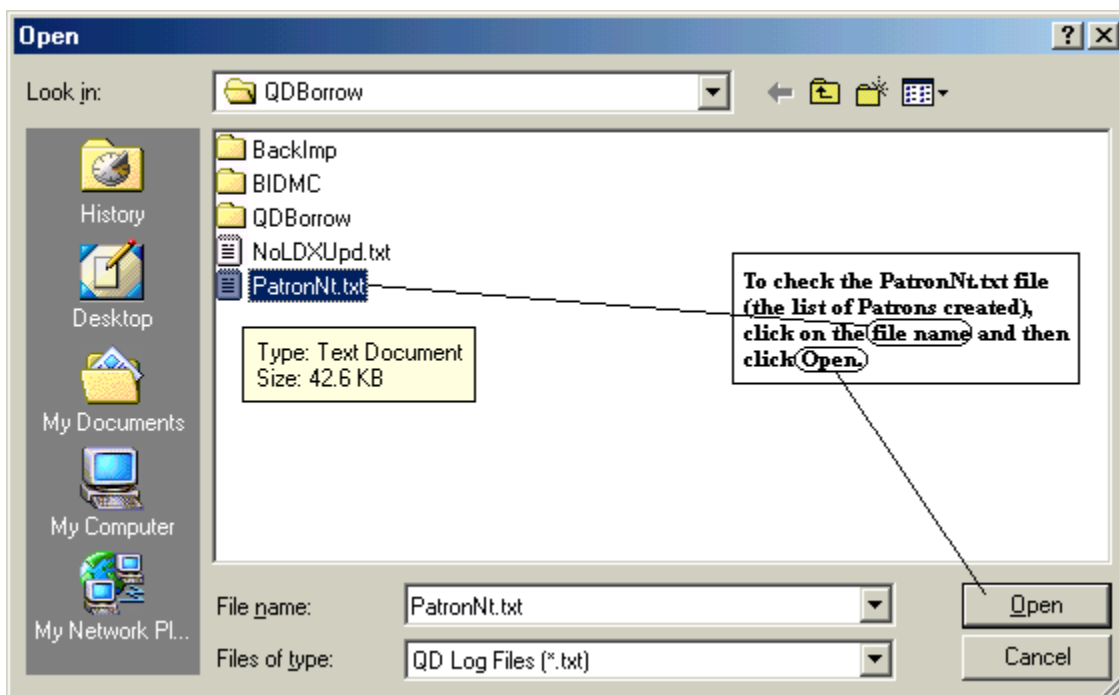 Open
Look in:
QDBorrow
History
Desktop
My Documents
My Computer
My Network Pl...
BackImp
BIDMC
QDBorrow
NoLDXUpd.txt
PatronNt.txt
Type: Text Document
Size: 42.6 KB
To check the PatronNt.txt file
(the list of Patrons created),
click on the file name and then
click Open.
File name:
PatronNt.txt
Open
Files of type:
QD Log Files (*.txt)
Cancel